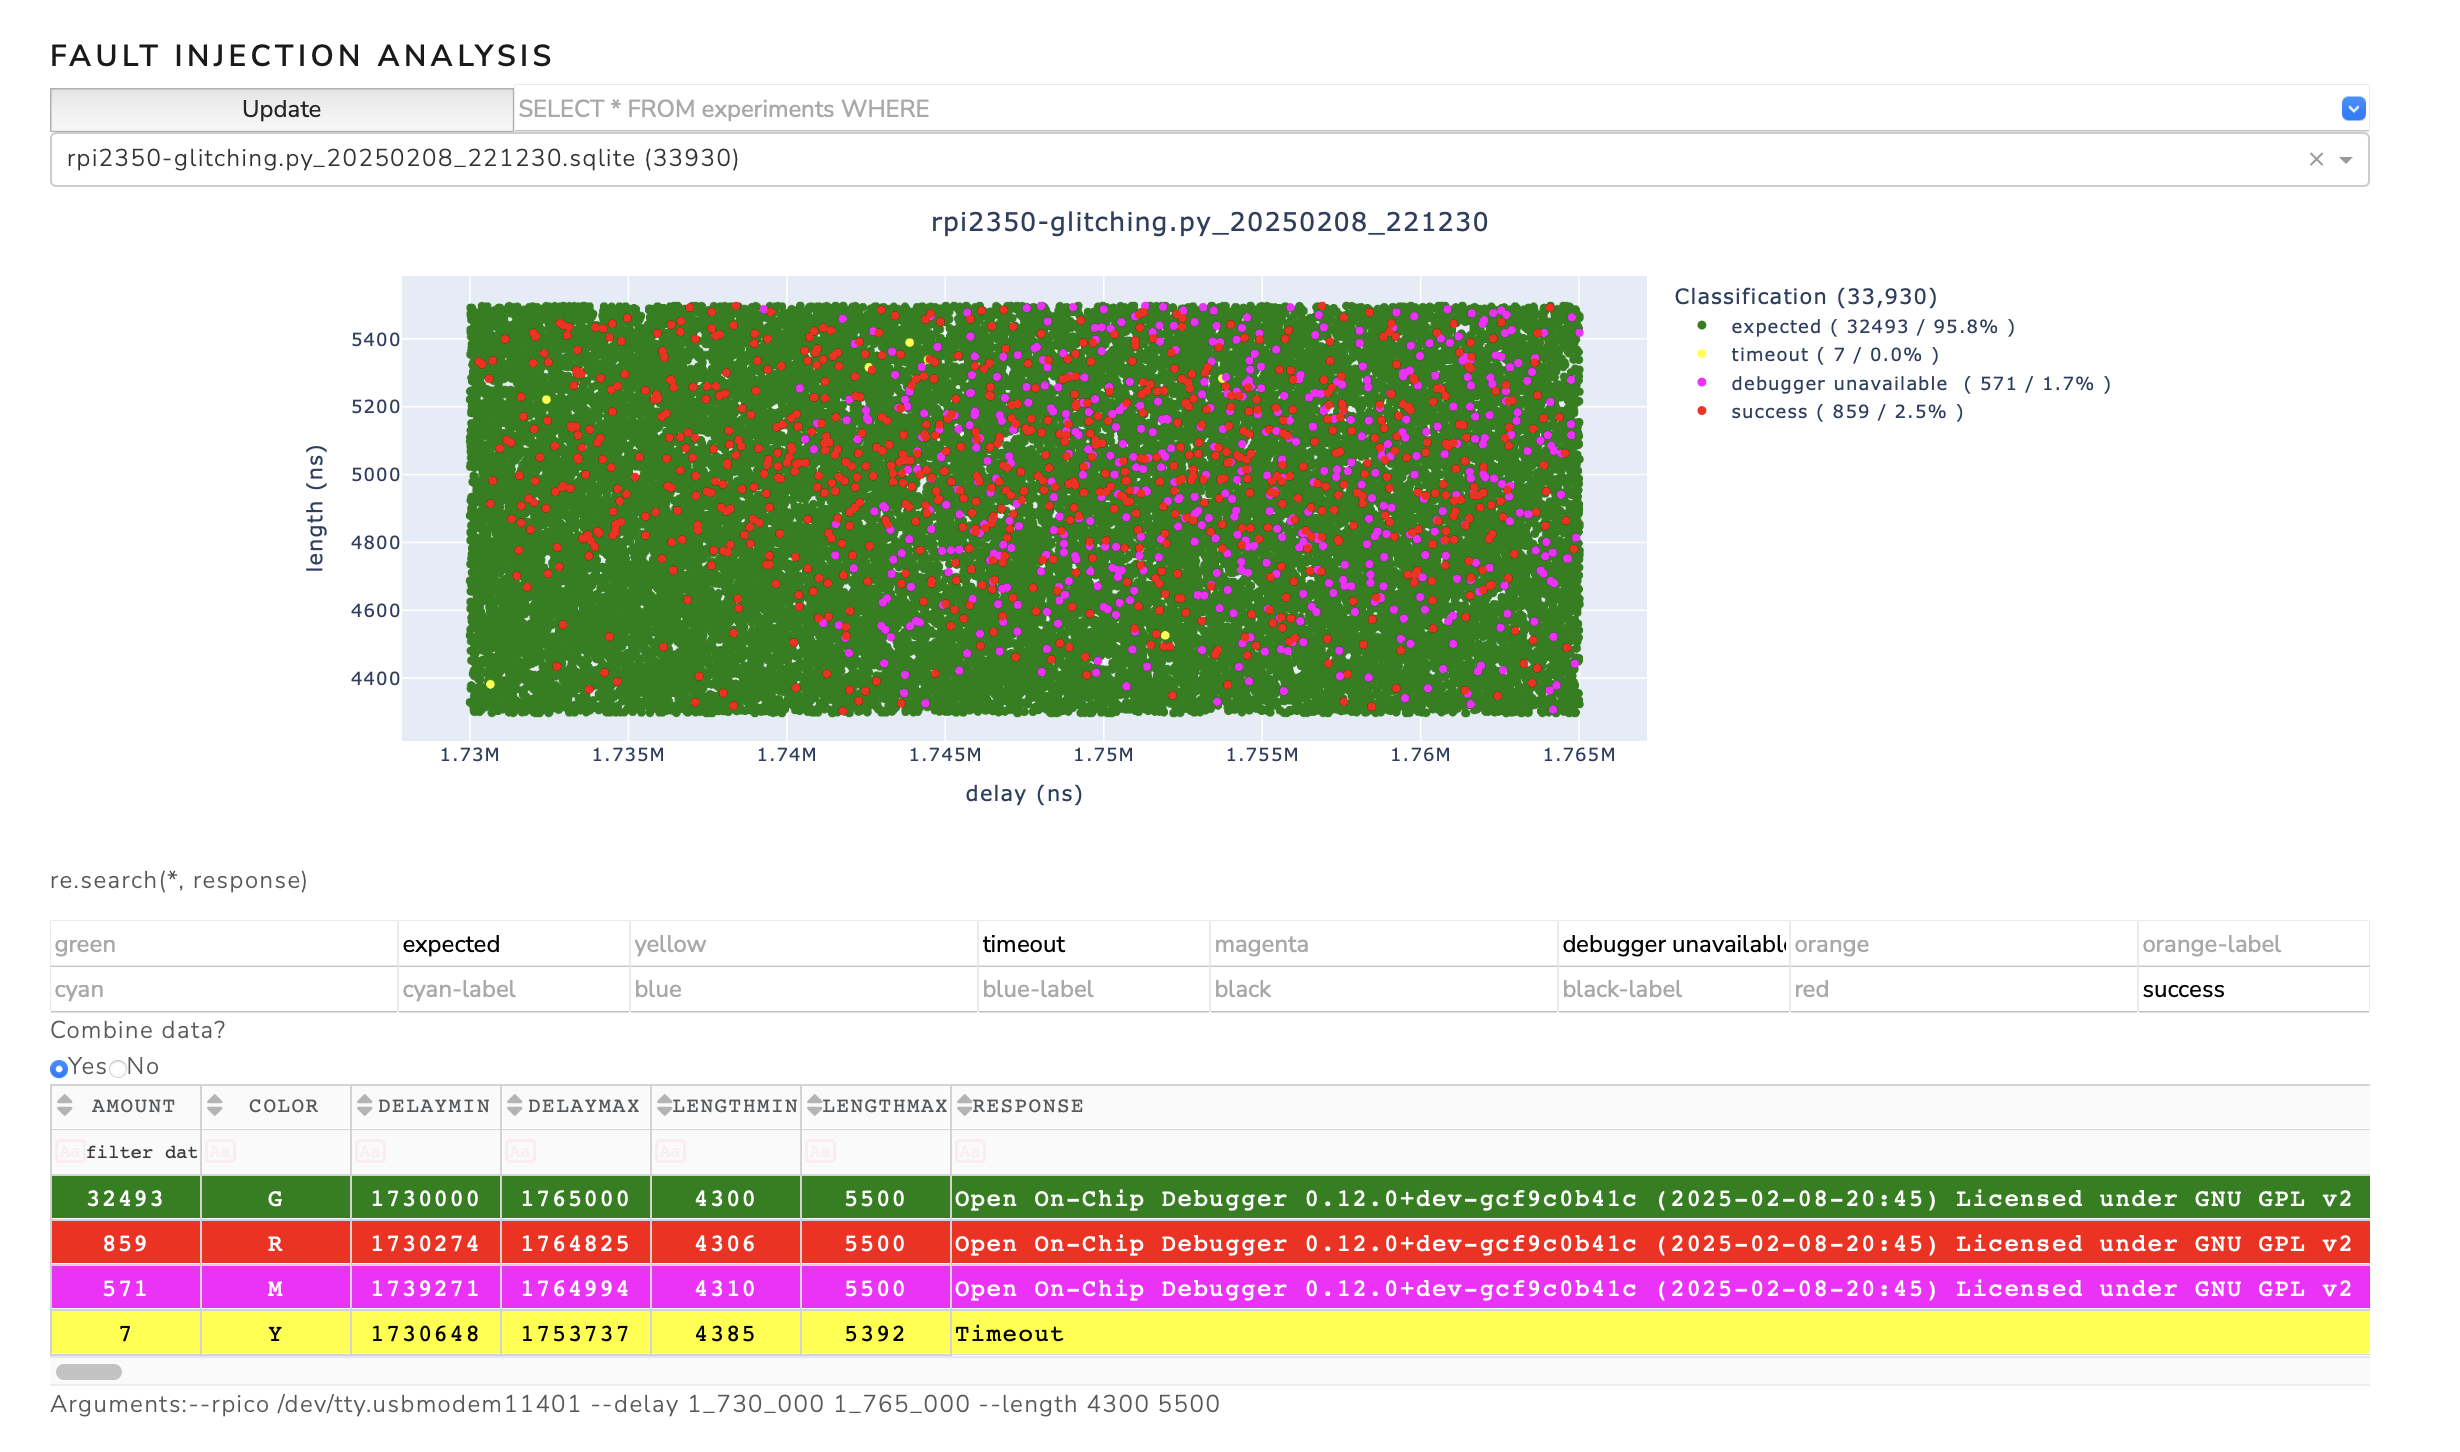 FAULT INJECTION ANALYSIS
Update SELECT * FROM experiments WHERE
rpi2350-glitching.py_20250208_221230.sqlite (33930)
rpi2350-glitching.py_20250208_221230
Classification (33,930)
expected ( 32493 / 95.8% )
timeout ( 7 / 0.0% )
debugger unavailable ( 571 / 1.7% )
success ( 859 / 2.5% )
length (ns)
5400
5200
5000
4800
4600
4400
1.73M 1.735M 1.74M 1.745M 1.75M 1.755M 1.76M 1.765M
delay (ns)
re.search(*, response)
green expected yellow timeout magenta debugger unavailabl orange orange-label
cyan cyan-label blue blue-label black black-label red success
Combine data?
Yes No
AMOUNT COLOR DELAYMIN DELAYMAX LENGTHMIN LENGTHMAX RESPONSE
Aa filter dat Aa Aa Aa Aa Aa Aa
32493 G 1730000 1765000 4300 5500 Open On-Chip Debugger 0.12.0+dev-gcf9c0b41c (2025-02-08-20:45) Licensed under GNU GPL v2
859 R 1730274 1764825 4306 5500 Open On-Chip Debugger 0.12.0+dev-gcf9c0b41c (2025-02-08-20:45) Licensed under GNU GPL v2
571 M 1739271 1764994 4310 5500 Open On-Chip Debugger 0.12.0+dev-gcf9c0b41c (2025-02-08-20:45) Licensed under GNU GPL v2
7 Y 1730648 1753737 4385 5392 Timeout
Arguments:--rpico /dev/tty.usbmodem11401 --delay 1_730_000 1_765_000 --length 4300 5500